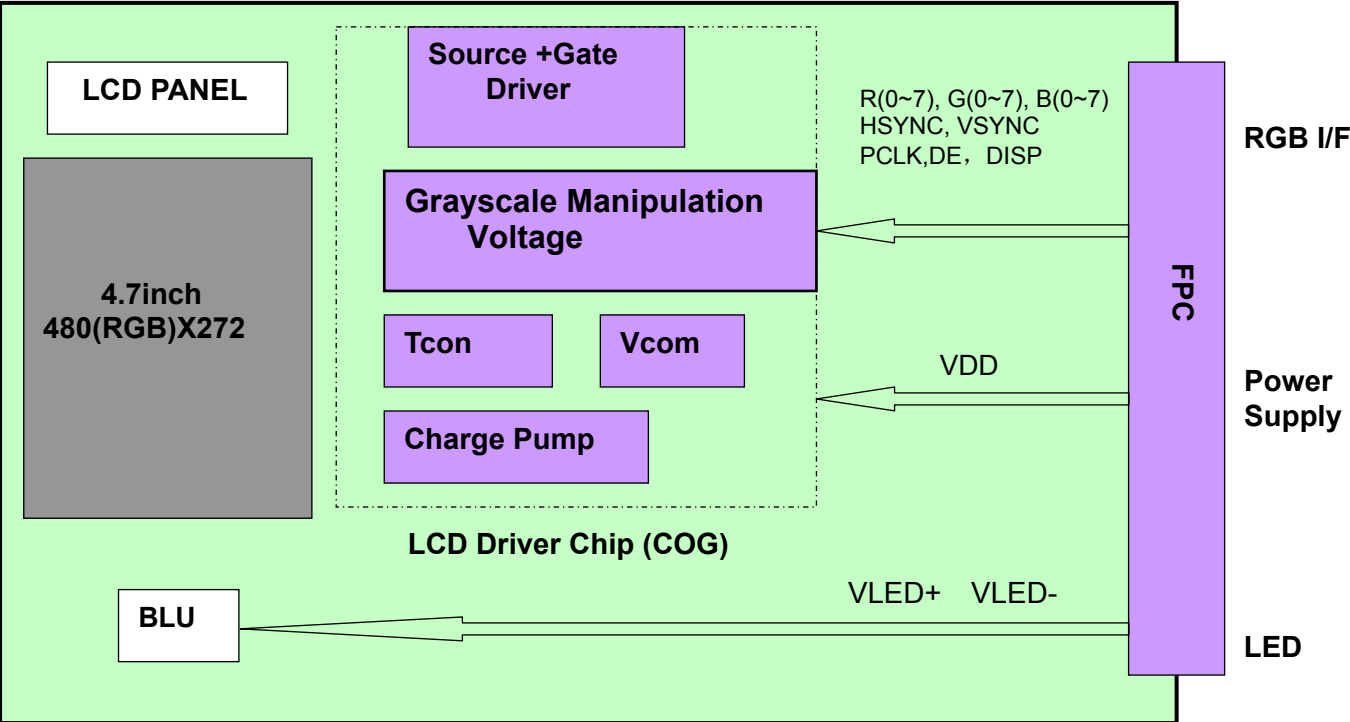 LCD PANEL
4.7inch
480(RGB)X272
Source +Gate
Driver
Grayscale Manipulation
Voltage
Tcon
Vcom
Charge Pump
LCD Driver Chip (COG)
BLU
R(0~7), G(0~7), B(0~7)
HSYNC, VSYNC
PCLK,DE，DISP
VDD
VLED+ VLED-
FPC
RGB I/F
Power
Supply
LED